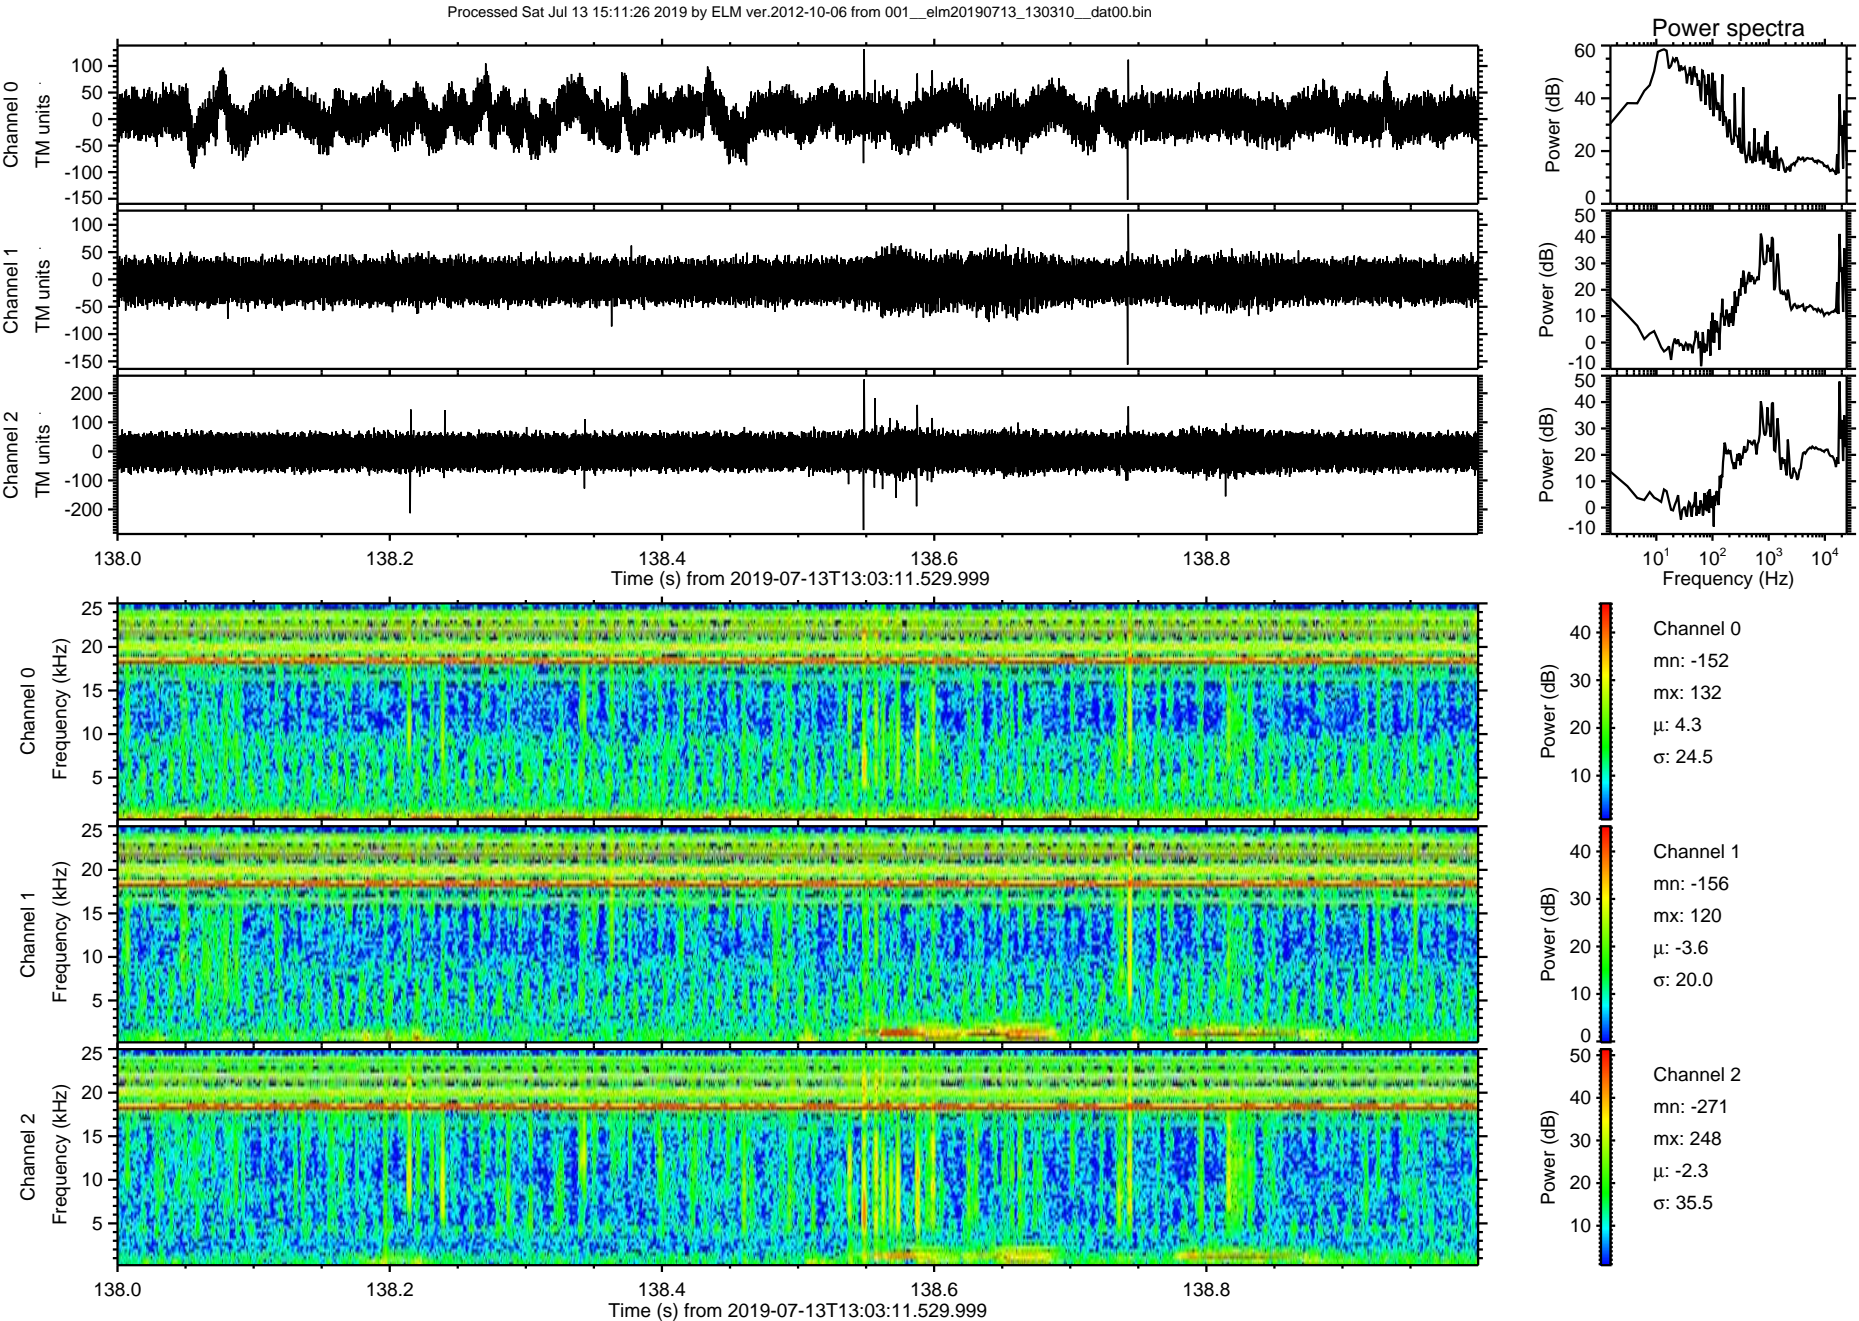 Processed Sat Jul 13 15:11:26 2019 by ELM ver.2012-10-06 from 001__elm20190713_130310__dat00.bin
Power spectra
Channel 0
TM units
100
50
0
-50
-100
-150
Power (dB)
60
40
20
0
Channel 1
TM units
100
50
0
-50
-100
-150
Power (dB)
50
40
30
20
10
0
-10
Channel 2
TM units
200
100
0
-100
-200
Power (dB)
50
40
30
20
10
0
-10
138.0 138.2 138.4 138.6 138.8
Time (s) from 2019-07-13T13:03:11.529.999
10¹ 10² 10³ 10⁴
Frequency (Hz)
Channel 0
Frequency (kHz)
25
20
15
10
5
Power (dB)
40
30
20
10
Channel 0
mn: -152
mx: 132
μ: 4.3
σ: 24.5
Channel 1
Frequency (kHz)
25
20
15
10
5
Power (dB)
40
30
20
10
0
Channel 1
mn: -156
mx: 120
μ: -3.6
σ: 20.0
Channel 2
Frequency (kHz)
25
20
15
10
5
Power (dB)
50
40
30
20
10
Channel 2
mn: -271
mx: 248
μ: -2.3
σ: 35.5
138.0 138.2 138.4 138.6 138.8
Time (s) from 2019-07-13T13:03:11.529.999